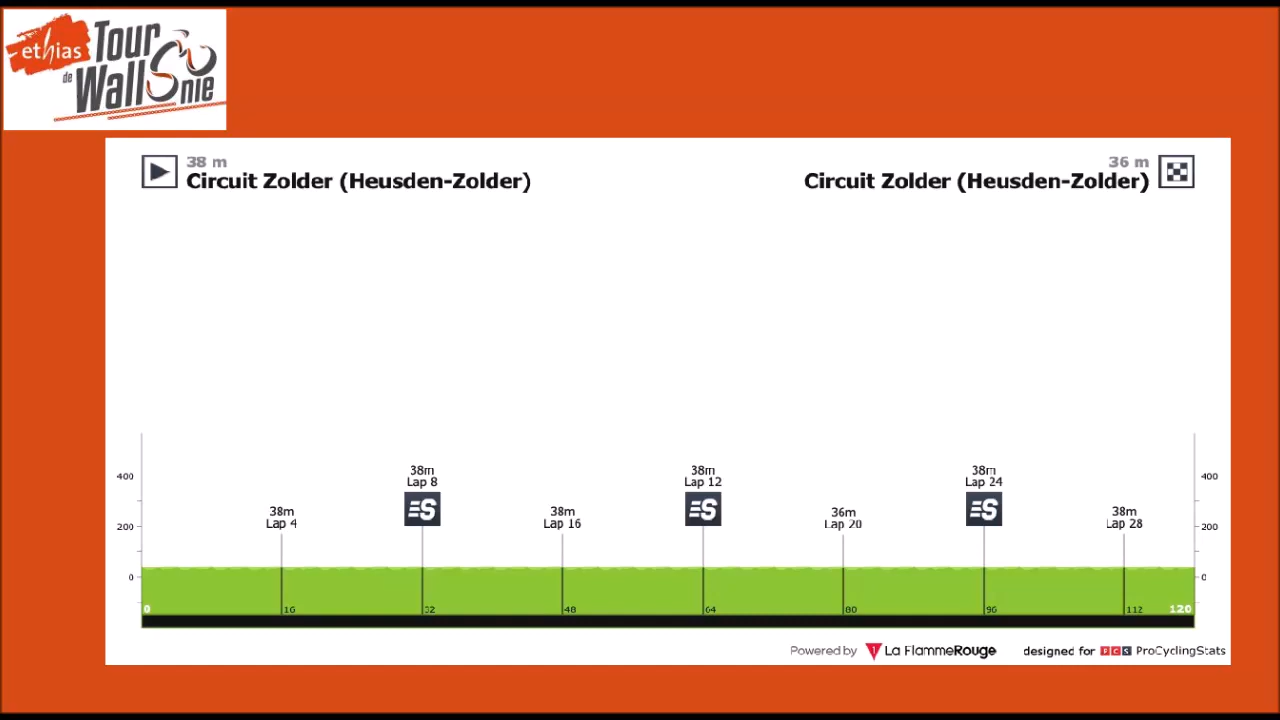 ethias Tour
de Wallonie
38 m
Circuit Zolder (Heusden-Zolder)
36 m
Circuit Zolder (Heusden-Zolder)
400
200
0
38m
Lap 4
38m
Lap 8
S
38m
Lap 16
38m
Lap 12
S
36m
Lap 20
38m
Lap 24
S
38m
Lap 28
400
200
0
0 16 32 48 64 80 96 112 120
Powered by 1 La FlammeRouge designed for PCS ProCyclingStats